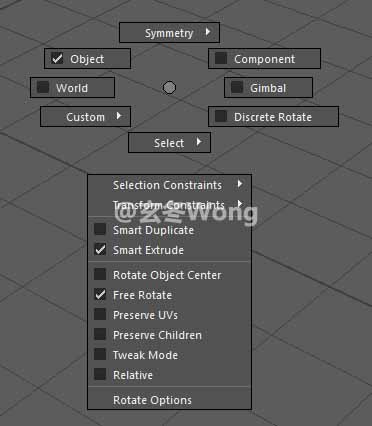 Symmetry
Object
Component
World
Gimbal
Custom
Discrete Rotate
Select
Selection Constraints
Transform Constraints
@玄冬Wong
Smart Duplicate
Smart Extrude
Rotate Object Center
Free Rotate
Preserve UVs
Preserve Children
Tweak Mode
Relative
Rotate Options